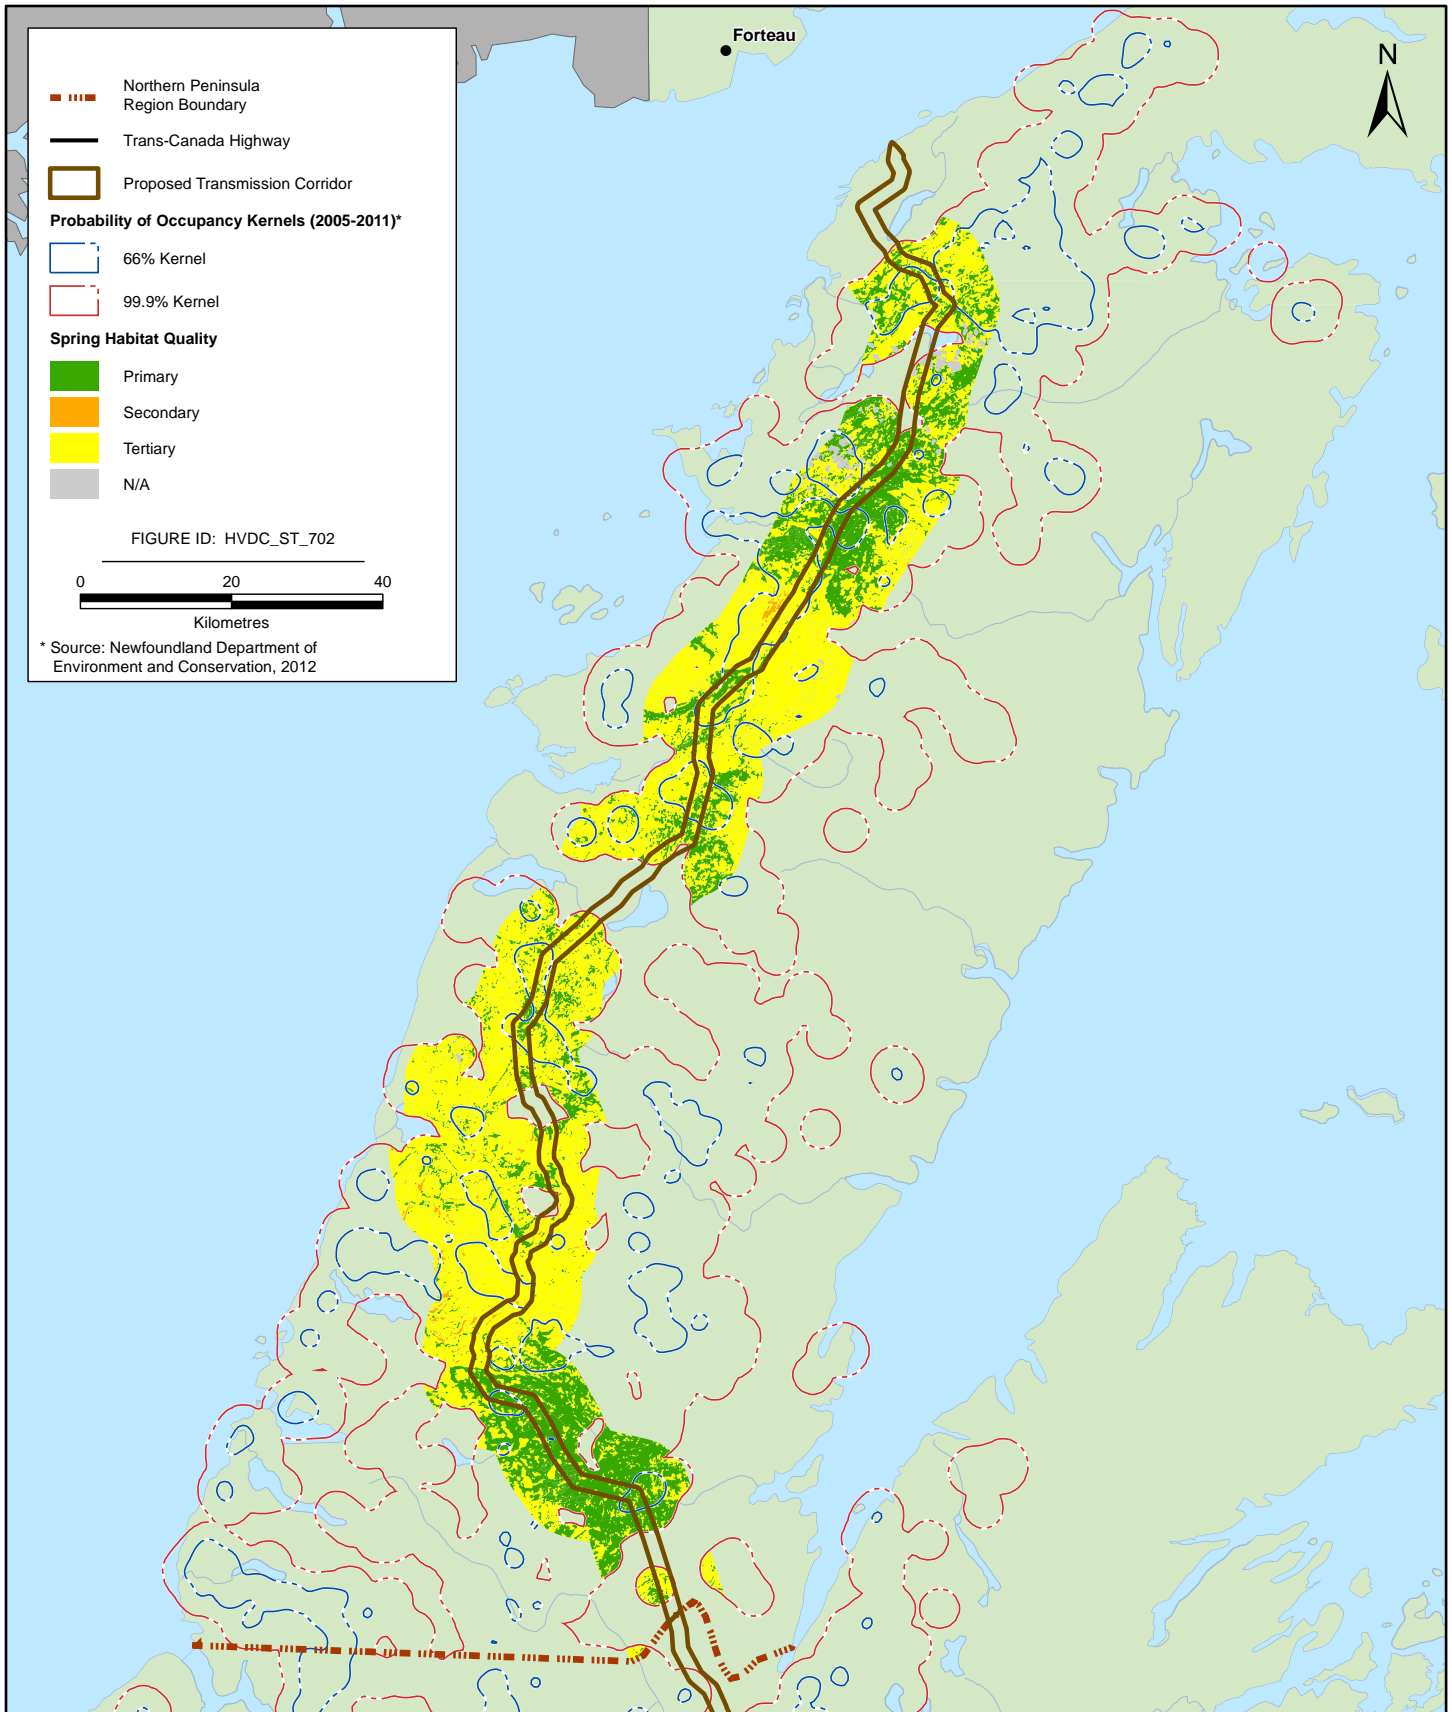 Forteau
N
Northern Peninsula
Region Boundary
Trans-Canada Highway
Proposed Transmission Corridor
Probability of Occupancy Kernels (2005-2011)*
66% Kernel
99.9% Kernel
Spring Habitat Quality
Primary
Secondary
Tertiary
N/A
FIGURE ID: HVDC_ST_702
0 20 40
Kilometres
* Source: Newfoundland Department of
Environment and Conservation, 2012